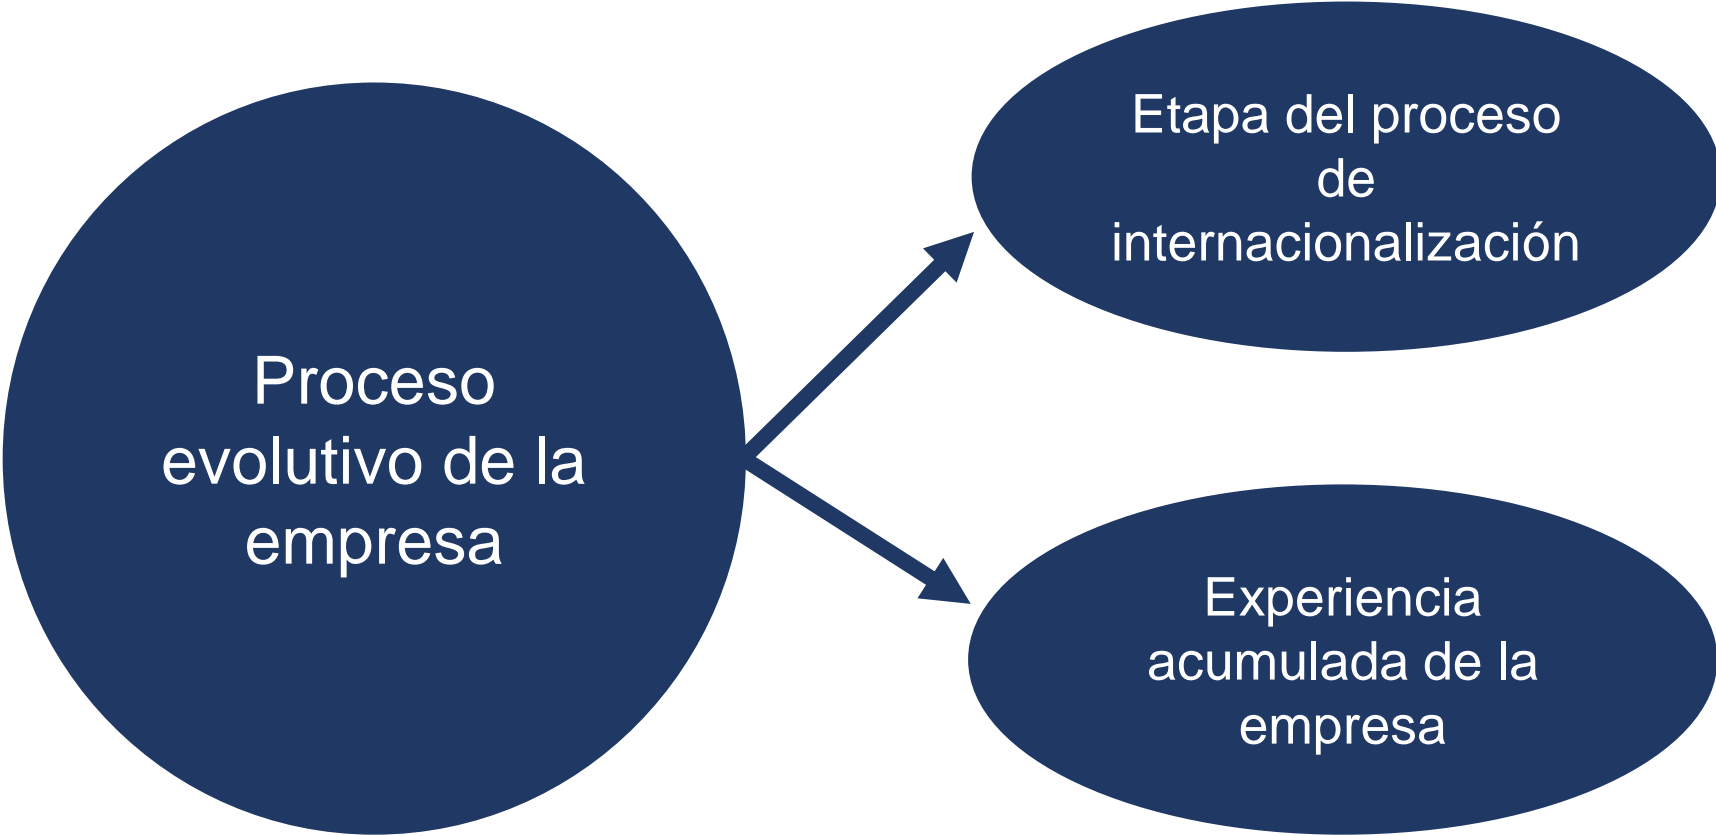 Proceso
evolutivo de la
empresa
Etapa del proceso
de
internacionalización
Experiencia
acumulada de la
empresa